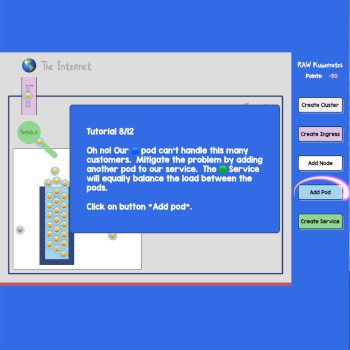 The Internet
RAW Kubernetes
Points: -50
Create Cluster
Ingress
Service
Tutorial 8/12
Oh no! Our pod can't handle this many
customers. Mitigate the problem by adding
another pod to our service. The Service
will equally balance the load between the
pods.
Click on button "Add pod".
Create Ingress
Add Node
Add Pod
Create Service